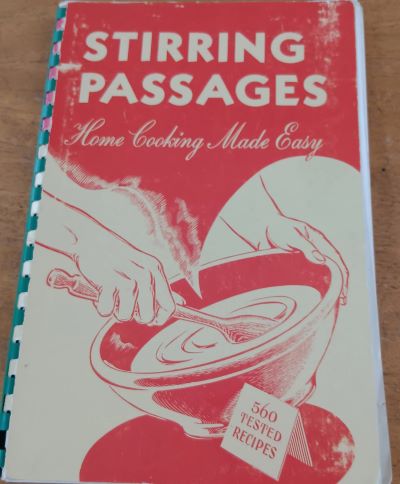 STIRRING
PASSAGES
Home Cooking Made Easy
560
TESTED
RECIPES